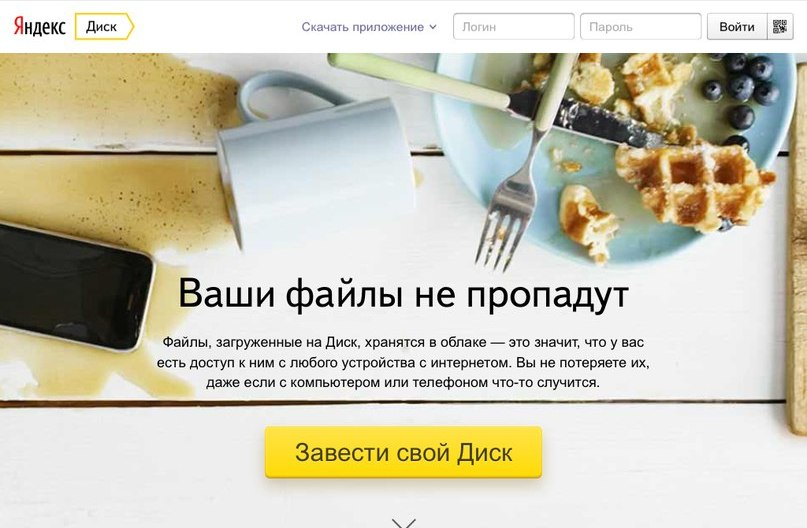 Яндекс Диск Скачать приложение Логин Пароль Войти
Ваши файлы не пропадут
Файлы, загруженные на Диск, хранятся в облаке — это значит, что у вас
есть доступ к ним с любого устройства с интернетом. Вы не потеряете их,
даже если с компьютером или телефоном что-то случится.
Завести свой Диск